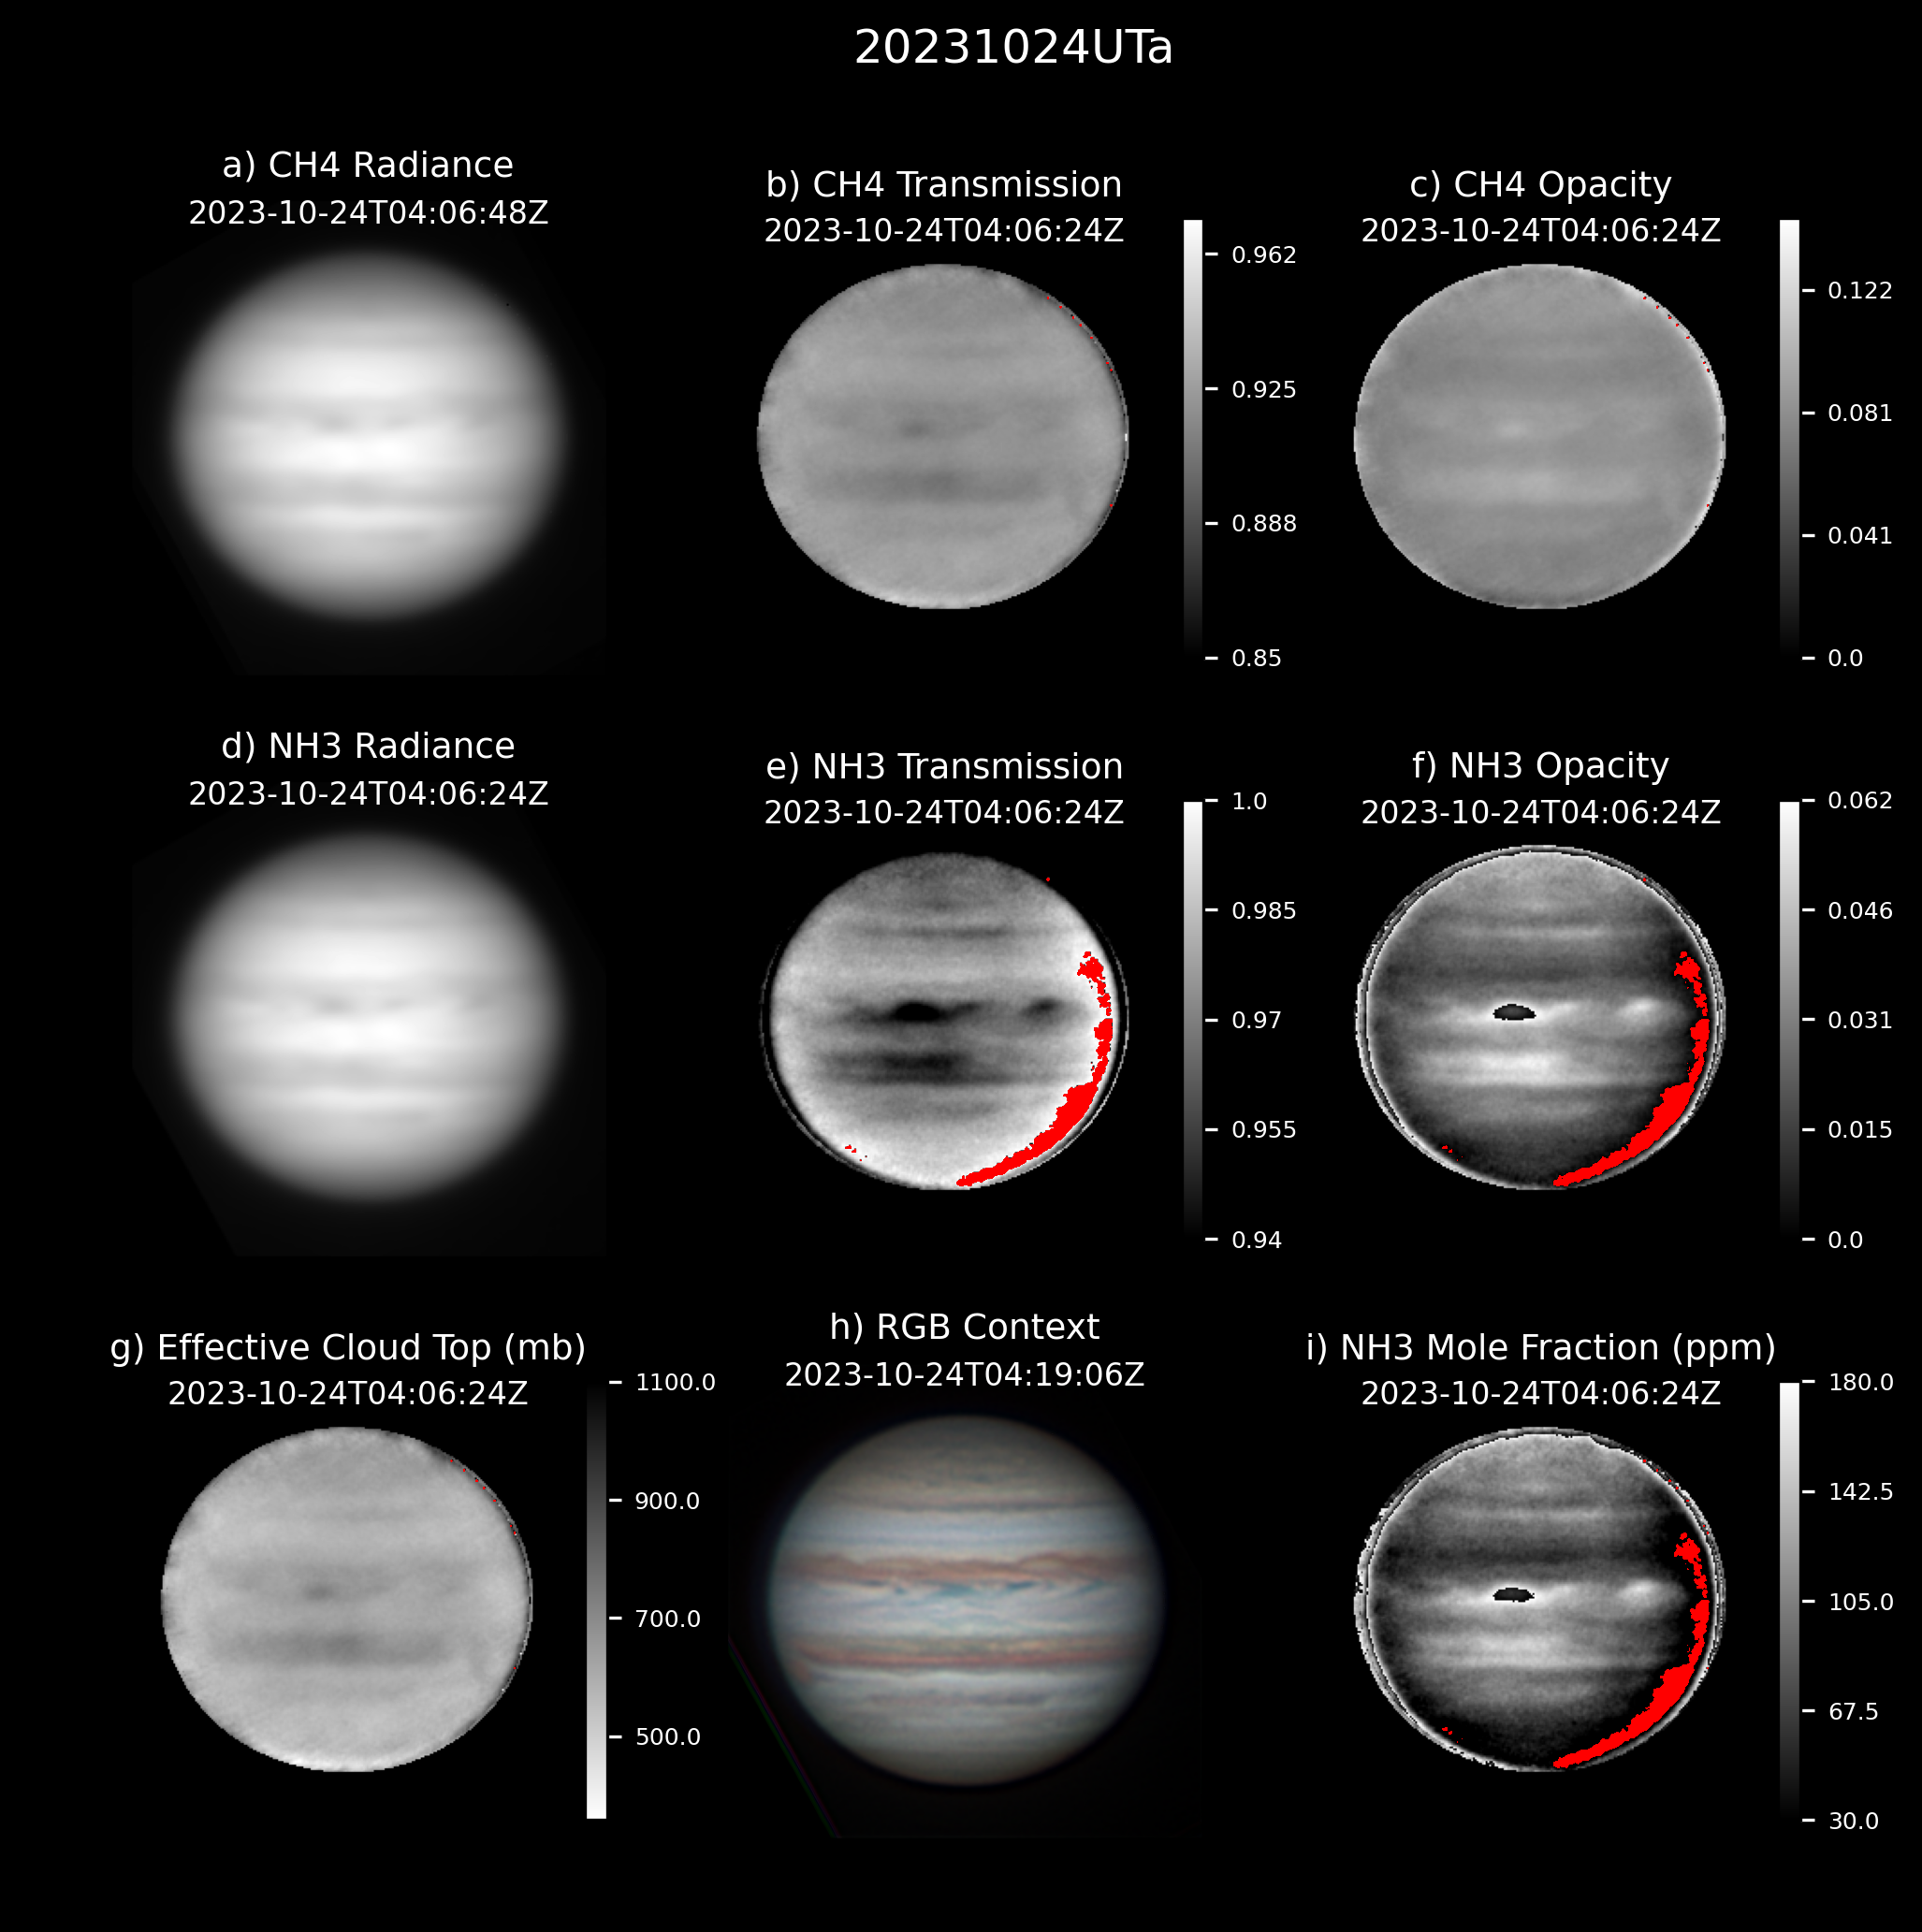 20231024UTa
a) CH4 Radiance
2023-10-24T04:06:48Z
b) CH4 Transmission
2023-10-24T04:06:24Z
0.962
0.925
0.888
0.85
c) CH4 Opacity
2023-10-24T04:06:24Z
0.122
0.081
0.041
0.0
d) NH3 Radiance
2023-10-24T04:06:24Z
e) NH3 Transmission
2023-10-24T04:06:24Z
1.0
0.985
0.97
0.955
0.94
f) NH3 Opacity
2023-10-24T04:06:24Z
0.062
0.046
0.031
0.015
0.0
g) Effective Cloud Top (mb)
2023-10-24T04:06:24Z
1100.0
900.0
700.0
500.0
h) RGB Context
2023-10-24T04:19:06Z
i) NH3 Mole Fraction (ppm)
2023-10-24T04:06:24Z
180.0
142.5
105.0
67.5
30.0